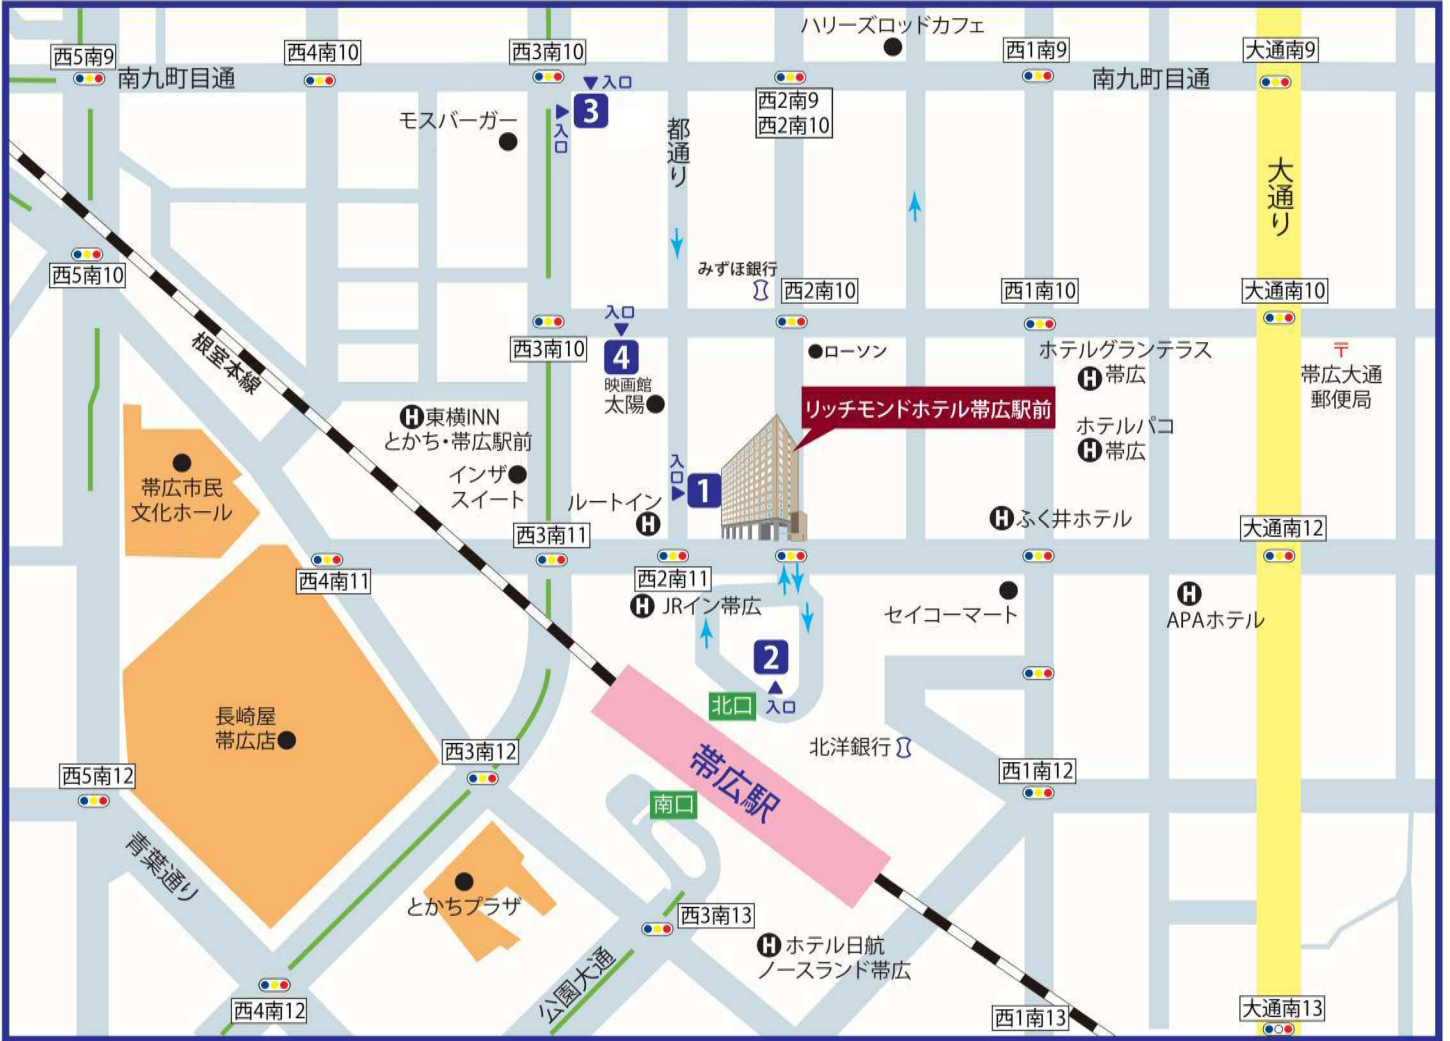 ハリーズロッドカフェ
西5南9
西4南10
西3南10
西1南9
大通南9
南九町目通
入口
西2南9
西2南10
南九町目通
3
入口
モスバーガー
都通り
大通り
西5南10
みずほ銀行
西2南10
西1南10
大通南10
入口
西3南10
4
ローソン
ホテルグランテラス
帯広
〒
帯広大通
郵便局
根室本線
映画館
太陽
リッチモンドホテル帯広駅前
H
東横INN
とかち・帯広駅前
H
ホテルパコ
帯広
H
帯広市民
文化ホール
インザ
スイート
入口
1
ルートイン
H
H
ふく井ホテル
西3南11
大通南12
西4南11
西2南11
H
JRイン帯広
セイコーマート
H
APAホテル
2
入口
北口
長崎屋
帯広店
西3南12
帯広駅
北洋銀行
西5南12
西1南12
南口
青葉通り
とかちプラザ
西3南13
H
ホテル日航
ノースランド帯広
公園大通
西4南12
西1南13
大通南13